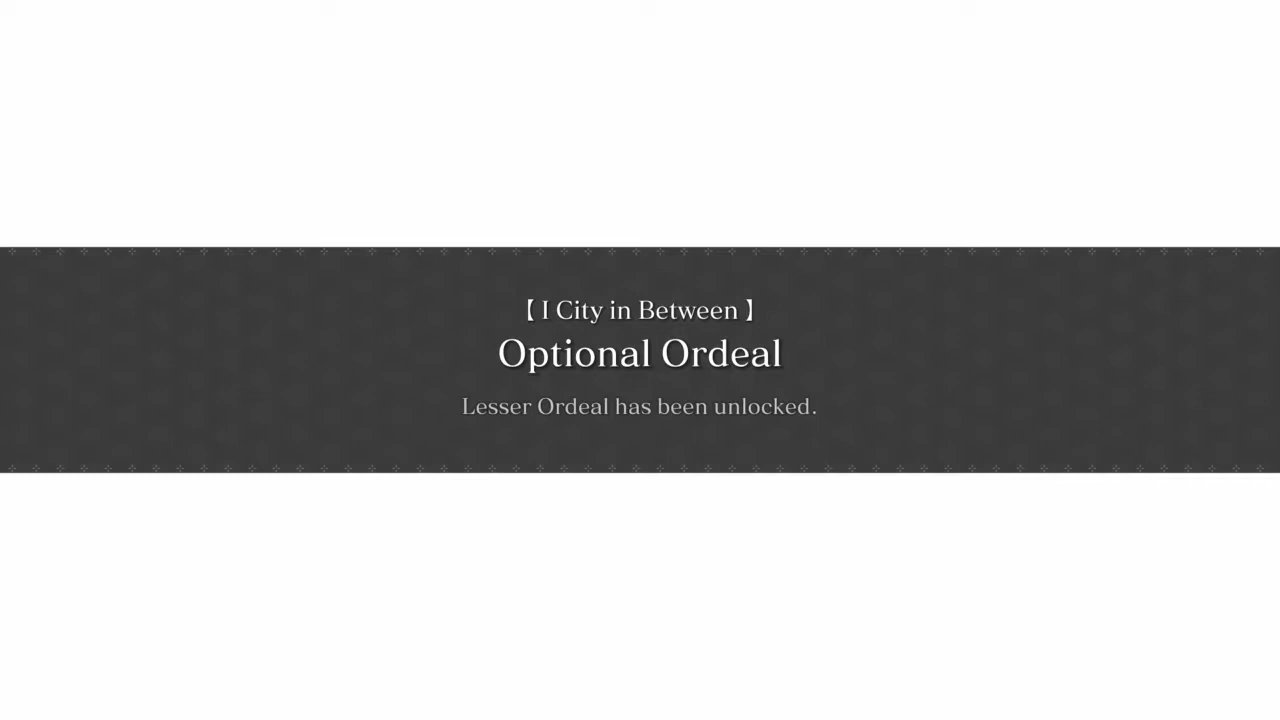 【 I City in Between 】
Optional Ordeal
Lesser Ordeal has been unlocked.